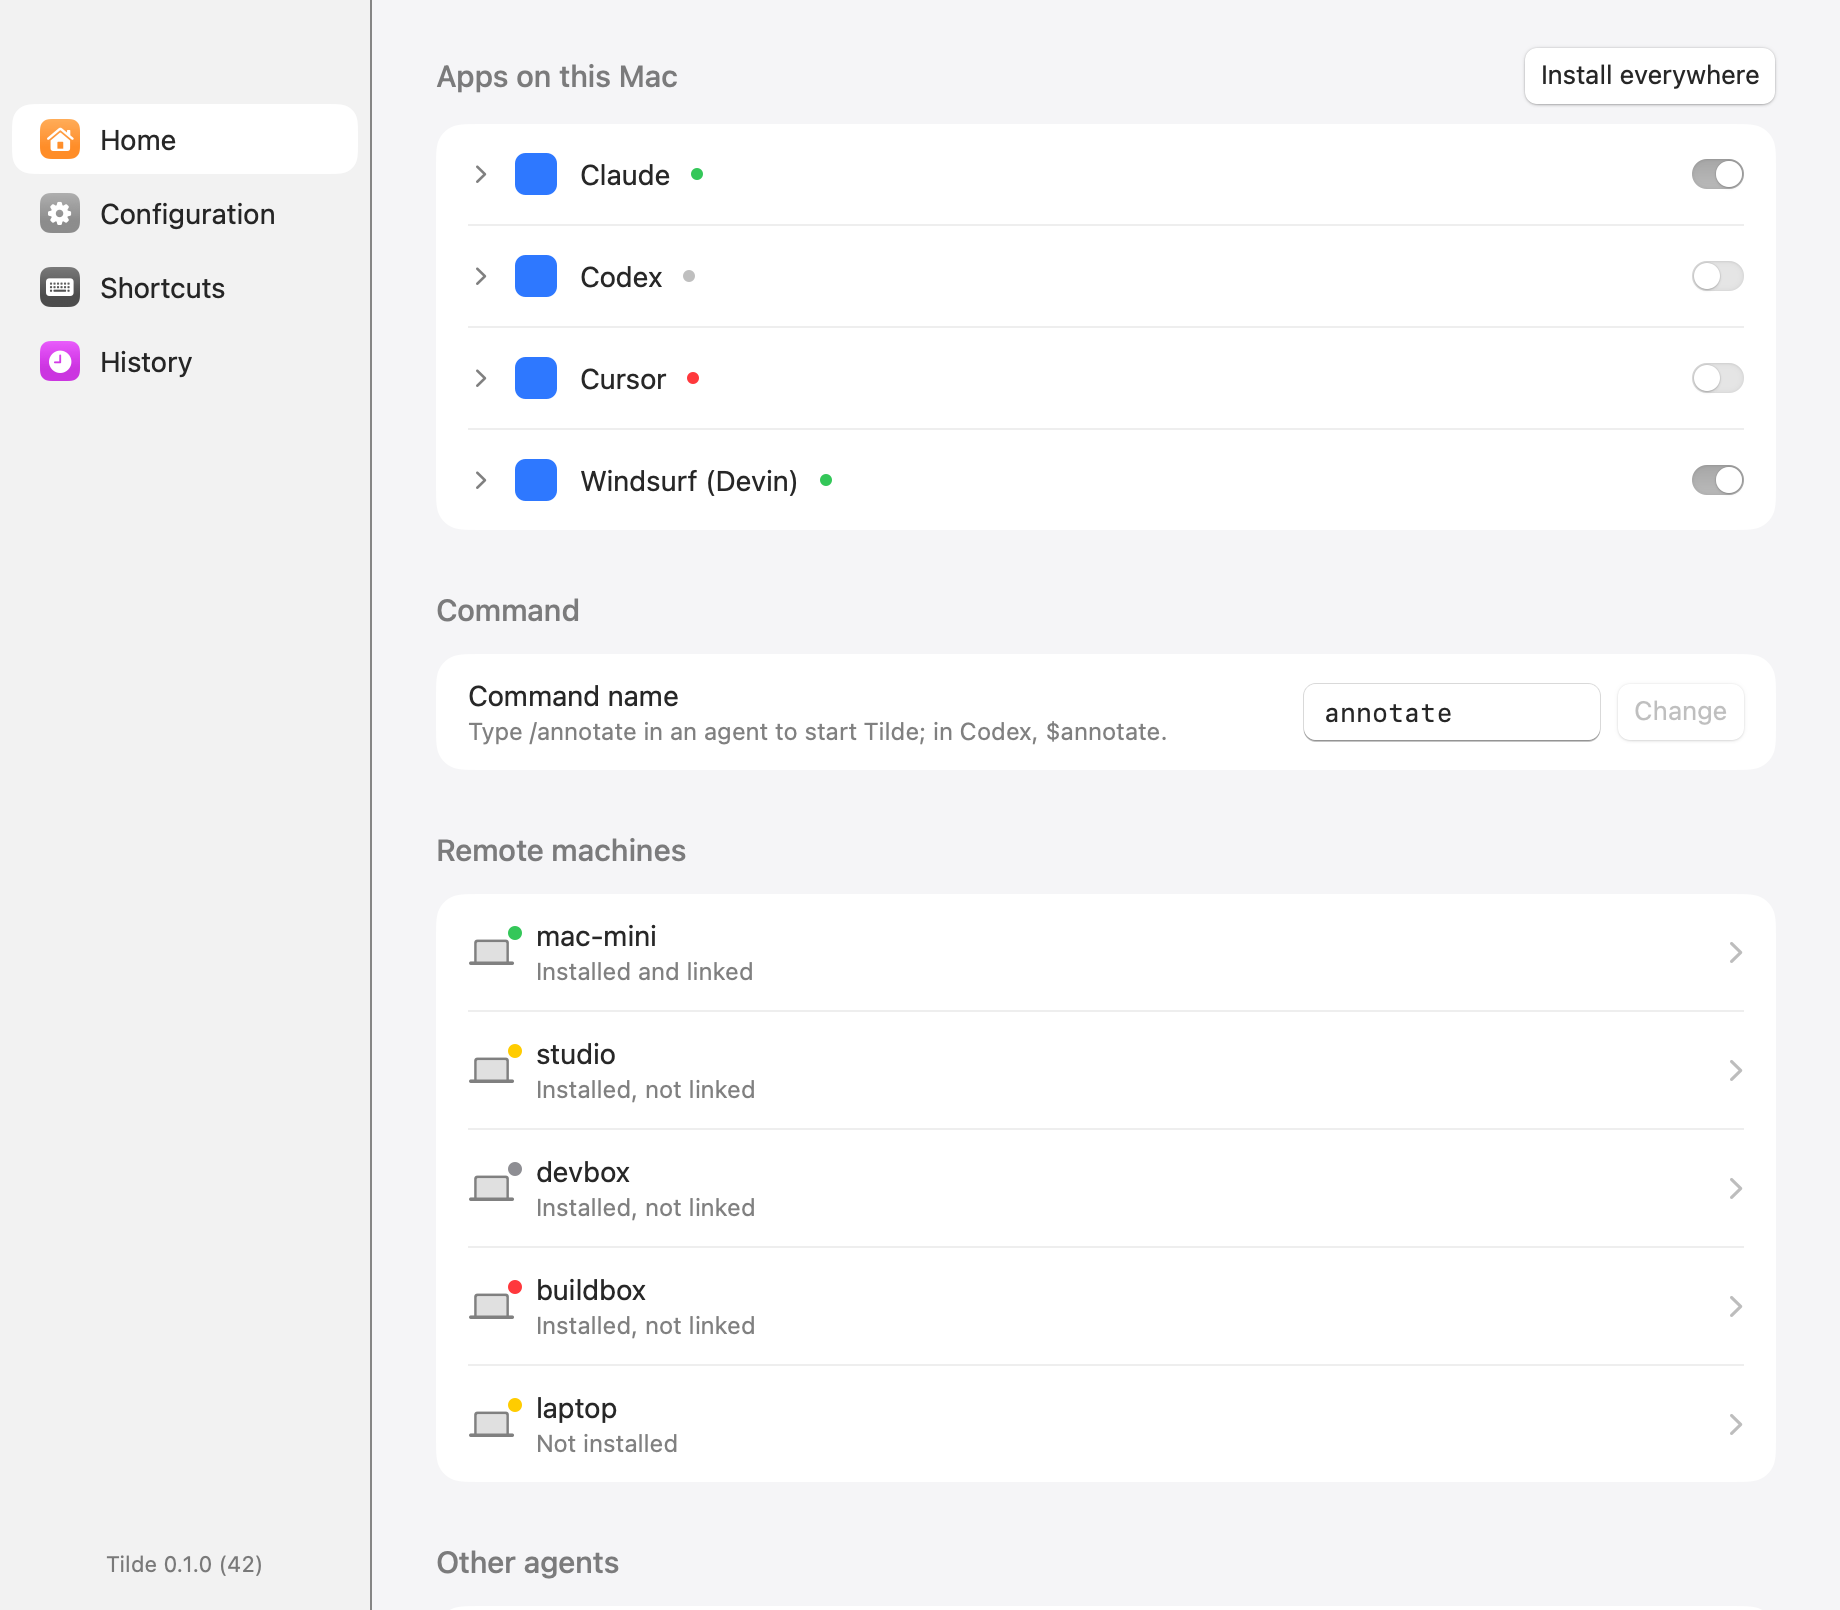 Home
Configuration
Shortcuts
History
Tilde 0.1.0 (42)
Apps on this Mac
Install everywhere
Claude
Codex
Cursor
Windsurf (Devin)
Command
Command name
Type /annotate in an agent to start Tilde; in Codex, $annotate.
annotate
Change
Remote machines
mac-mini
Installed and linked
studio
Installed, not linked
devbox
Installed, not linked
buildbox
Installed, not linked
laptop
Not installed
Other agents